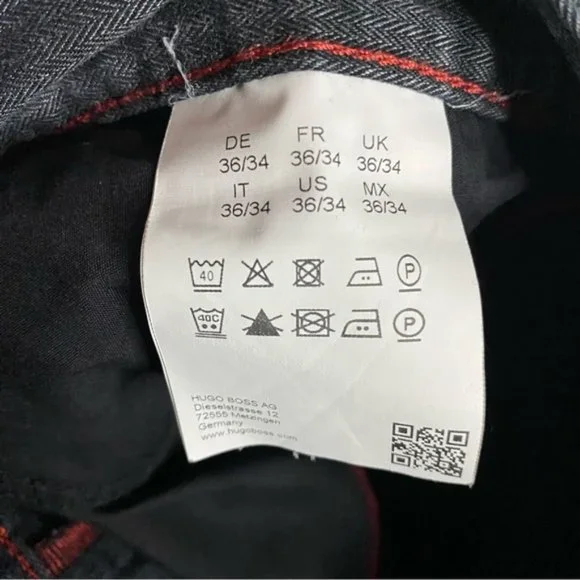 DE FR UK
36/34 36/34 36/34
IT US MX
36/34 36/34 36/34
40 P
40C P
HUGO BOSS AG
Dieselstrasse 12
72555 Metzingen
Germany
www.hugoboss.com